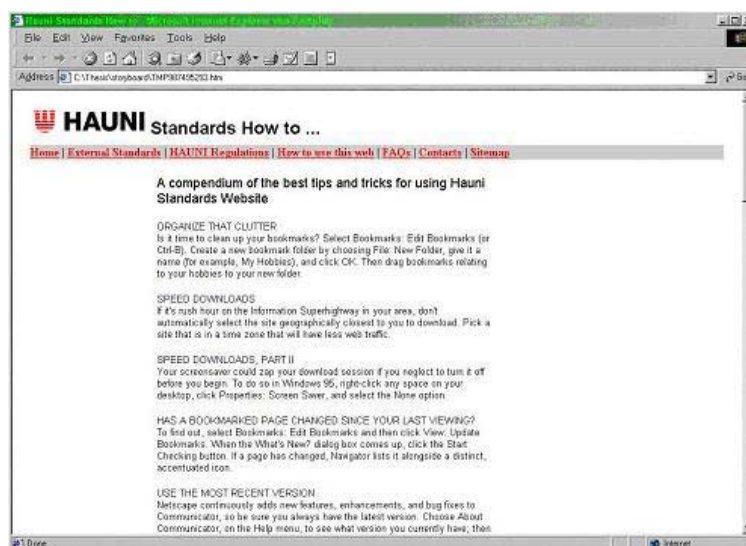 Hauni Standards How to - Microsoft Internet Explorer
File Edit View Favorites Tools Help
Address C:\Thesis\storyboard\TMP987495293.htm
HAUNI Standards How to ...
Home | External Standards | HAUNI Regulations | How to use this web | FAQs | Contacts | Sitemap
A compendium of the best tips and tricks for using Hauni
Standards Website
ORGANIZE THAT CLUTTER
Is it time to clean up your bookmarks? Select Bookmarks: Edit Bookmarks (or
Ctrl-B). Create a new bookmark folder by choosing File: New Folder, give it a
name (for example, My Hobbies), and click OK. Then drag bookmarks relating
to your hobbies to your new folder.
SPEED DOWNLOADS
If it's rush hour on the Information Superhighway in your area, don't
automatically select the site geographically closest to you to download. Pick a
site that is in a time zone that will have less web traffic.
SPEED DOWNLOADS, PART II
Your screensaver could zap your download session if you neglect to turn it off
before you begin. To do so in Windows 95, right-click any space on your
desktop, click Properties: Screen Saver, and select the None option.
HAS A BOOKMARKED PAGE CHANGED SINCE YOUR LAST VIEWING?
To find out, select Bookmarks: Edit Bookmarks and then click View: Update
Bookmarks. When the What's New? dialog box comes up, click the Start
Checking button. If a page has changed, Navigator lists it alongside a distinct,
accentuated icon.
USE THE MOST RECENT VERSION
Netscape continuously adds new features, enhancements, and bug fixes to
Communicator, so be sure you always have the latest version. Choose About
Communicator, on the Help menu, to see what version you currently have; then
Done
Internet